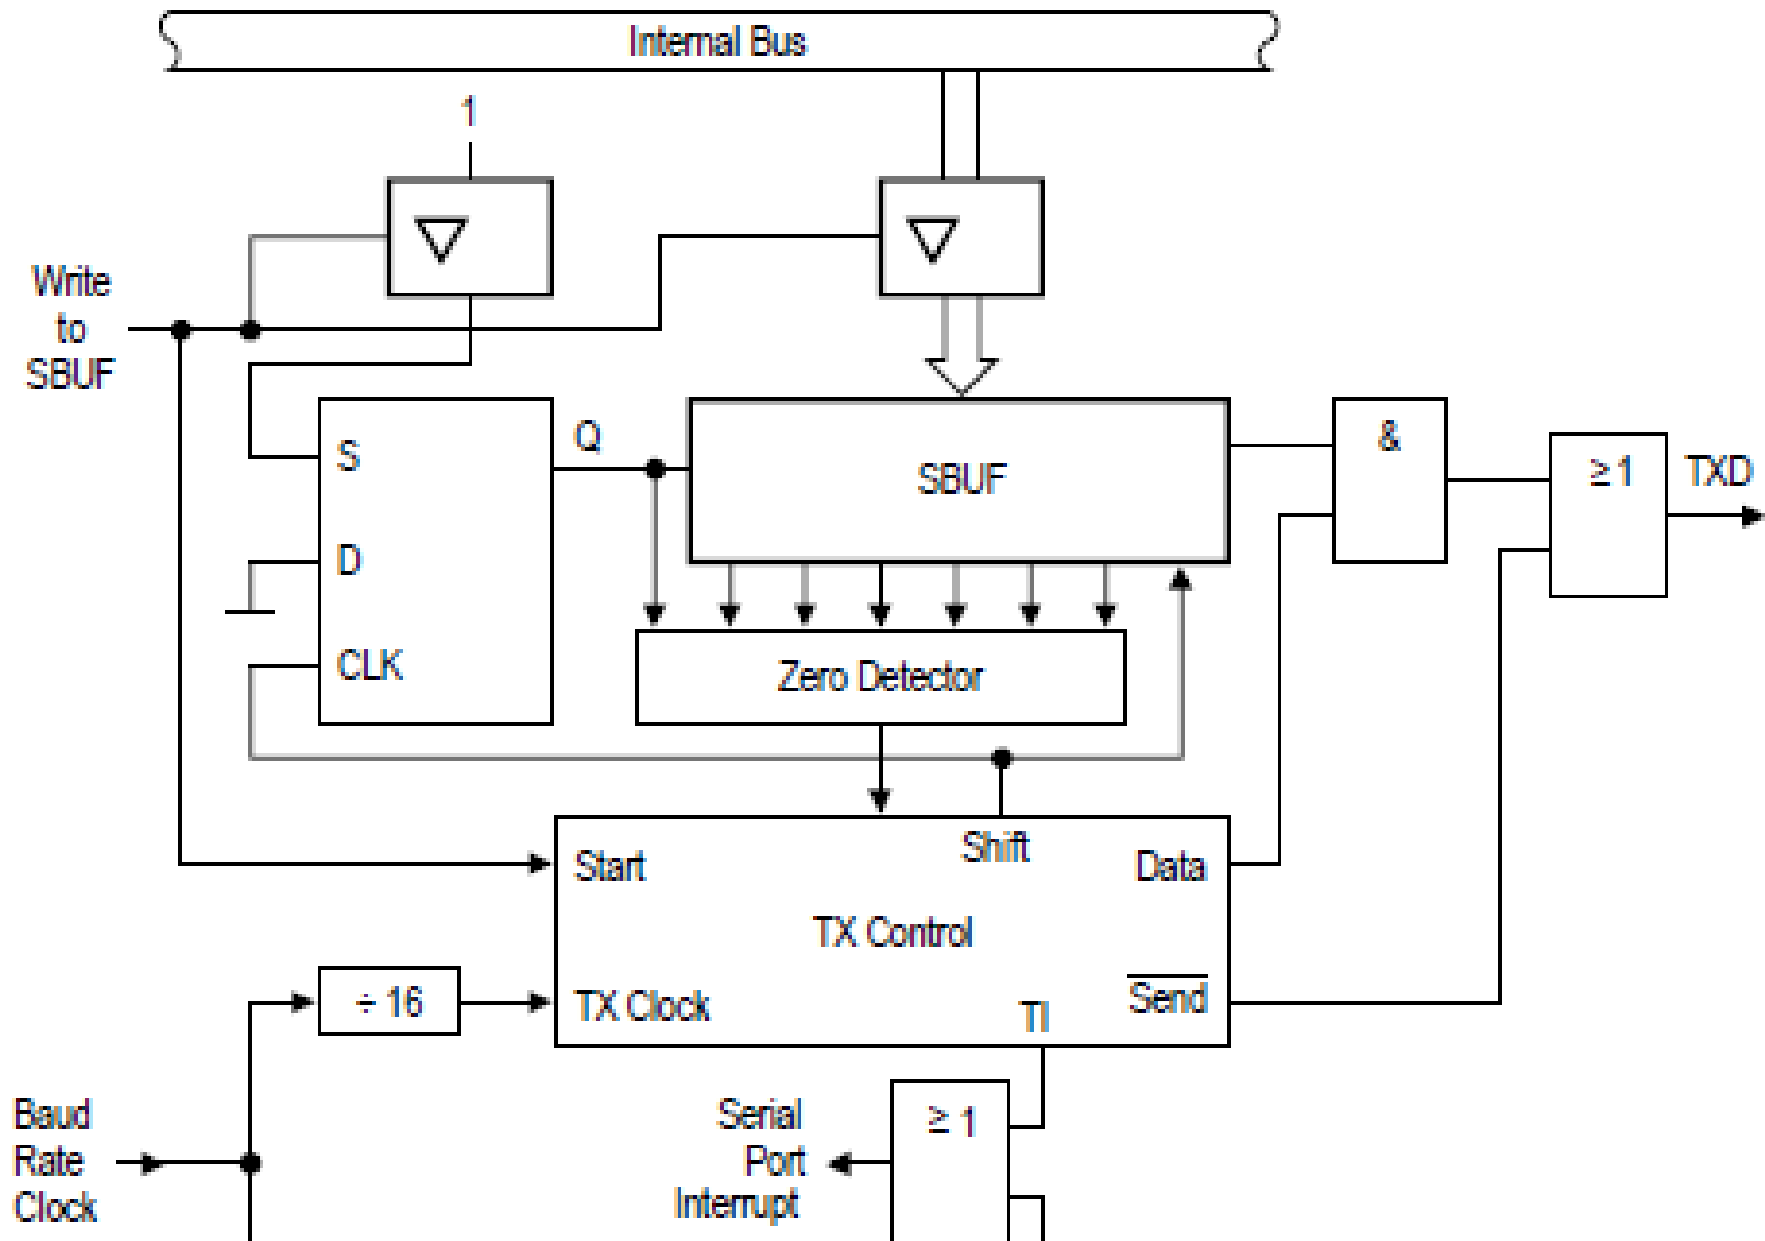 Internal Bus
1
Write
to
SBUF
S
D
CLK
Q
SBUF
&
≥ 1
TXD
Zero Detector
Start
Shift
Data
TX Control
÷ 16
TX Clock
TI
Send
Baud
Rate
Clock
Serial
Port
Interrupt
≥ 1